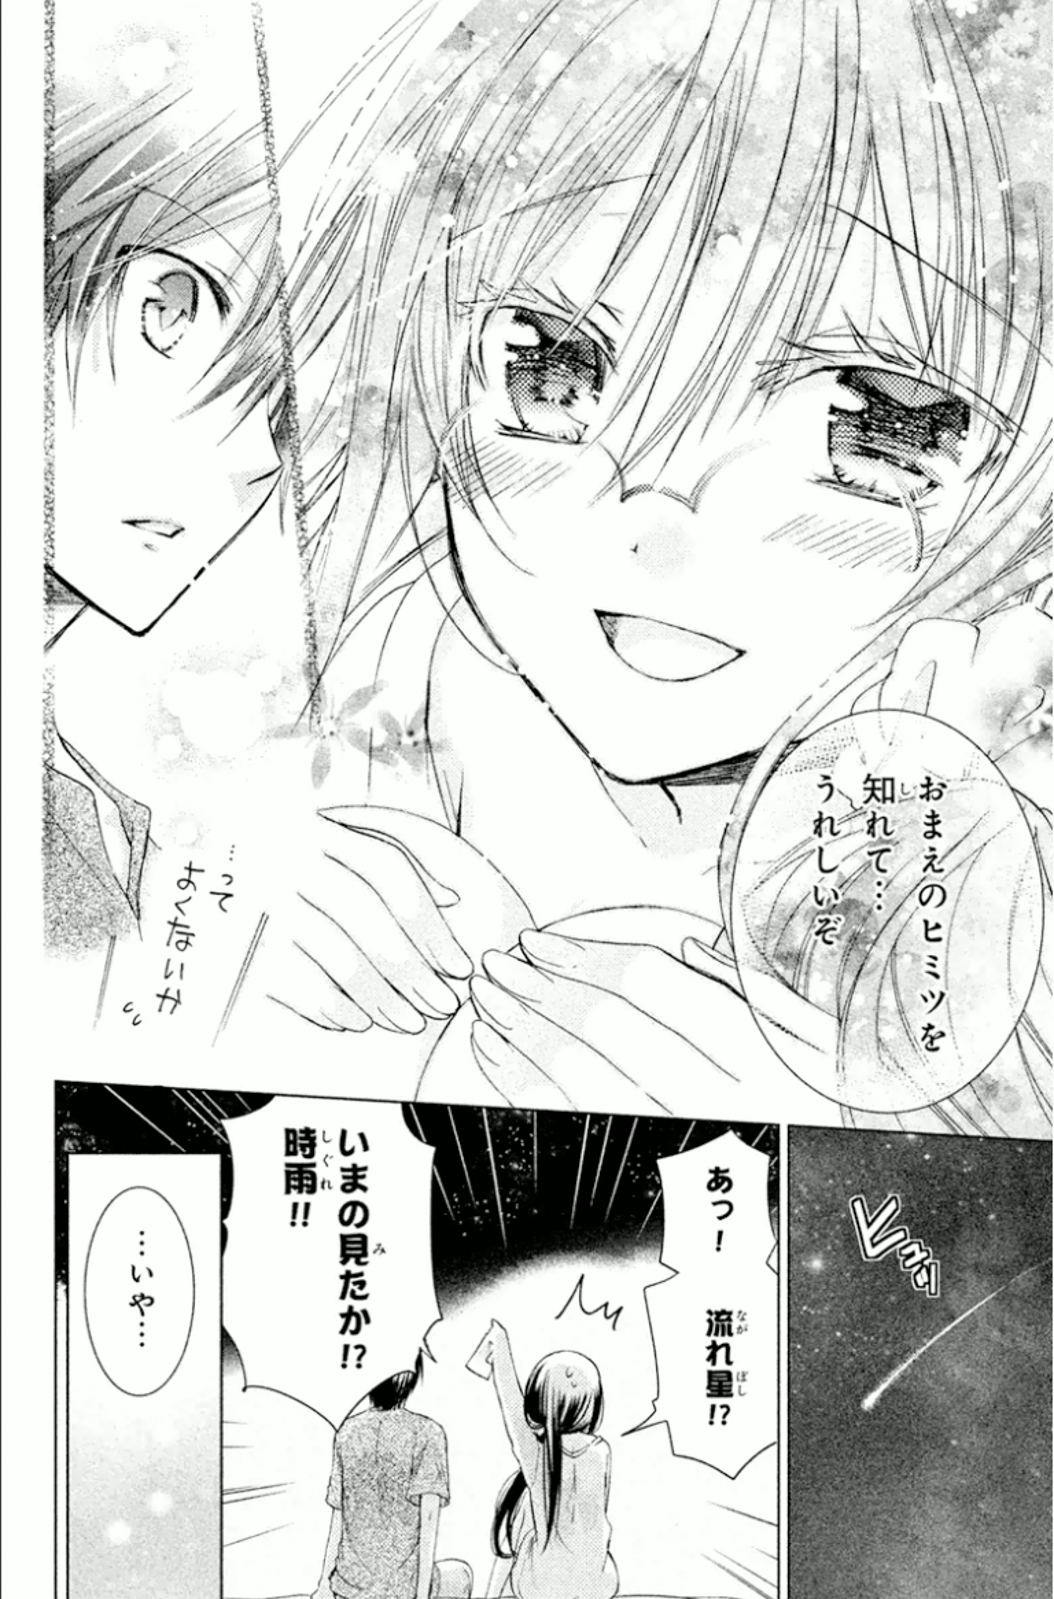 おまえのヒミツを
知れて…
うれしいぞ
…って
よくないか
ヒュッ
あっ！
流れ星!?
いまの見たか!?
時雨!!
…いや…